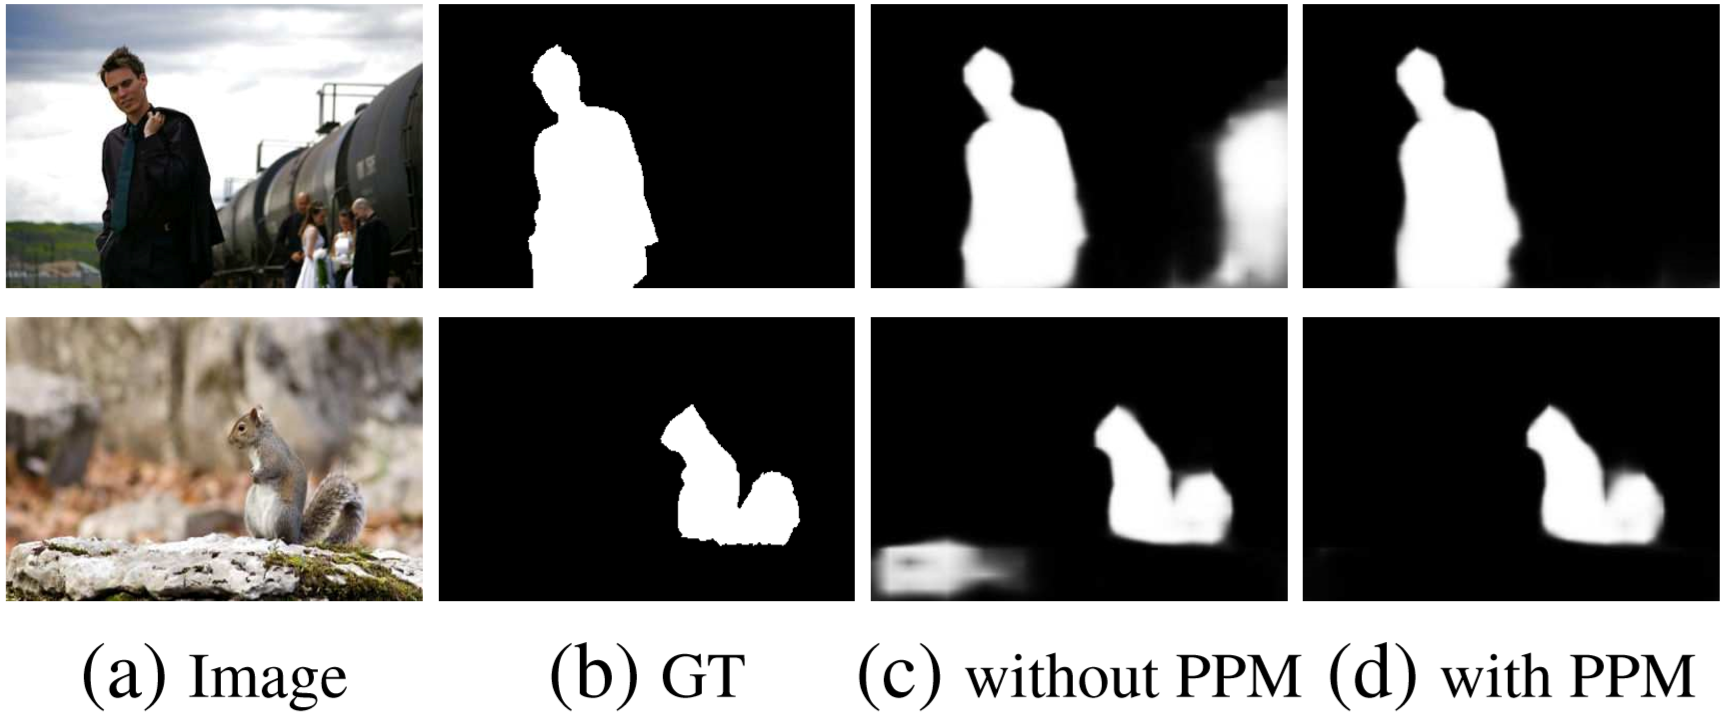 (a) Image (b) GT (c) without PPM (d) with PPM